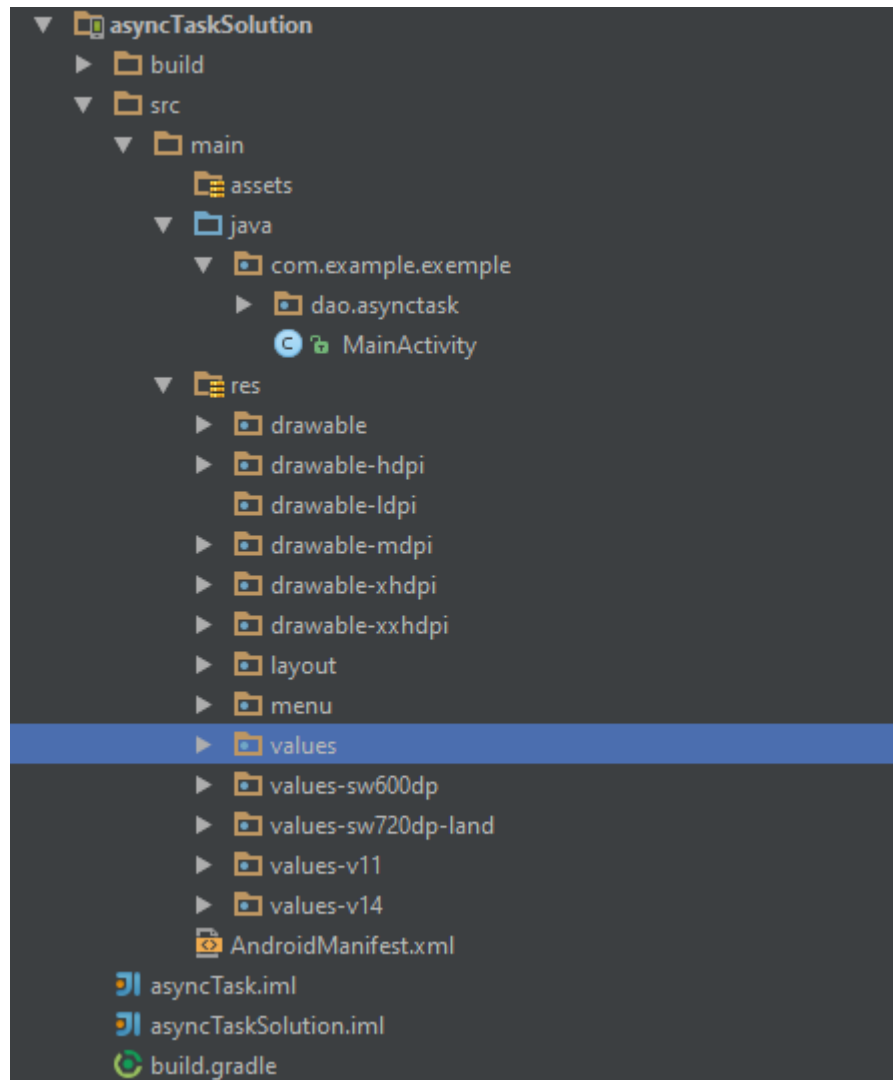 asyncTaskSolution
build
src
main
assets
java
com.example.exemple
dao.asynctask
MainActivity
res
drawable
drawable-hdpi
drawable-ldpi
drawable-mdpi
drawable-xhdpi
drawable-xxhdpi
layout
menu
values
values-sw600dp
values-sw720dp-land
values-v11
values-v14
AndroidManifest.xml
asyncTask.iml
asyncTaskSolution.iml
build.gradle